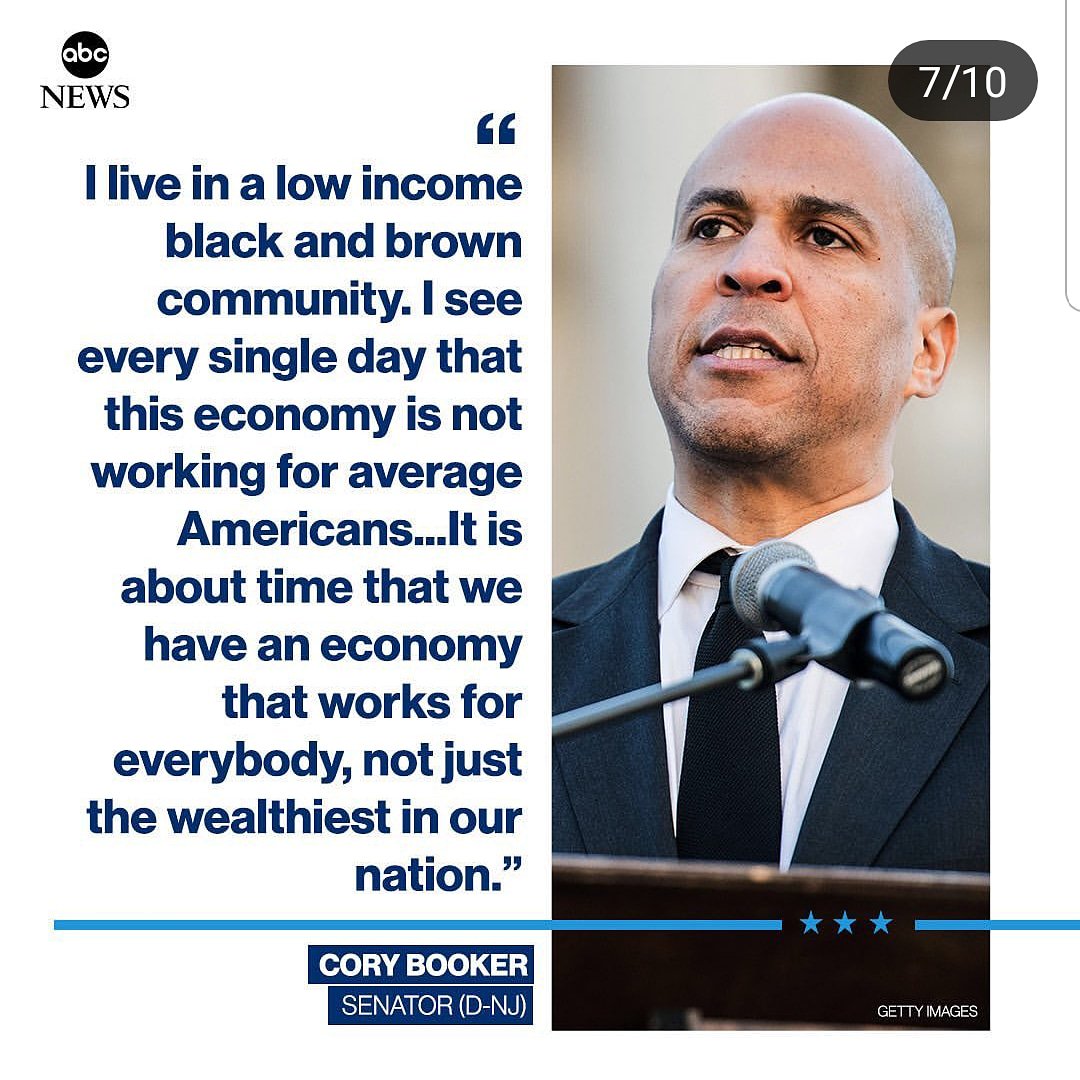 abc
NEWS
7/10
“
I live in a low income
black and brown
community. I see
every single day that
this economy is not
working for average
Americans...It is
about time that we
have an economy
that works for
everybody, not just
the wealthiest in our
nation.”
CORY BOOKER
SENATOR (D-NJ)
GETTY IMAGES